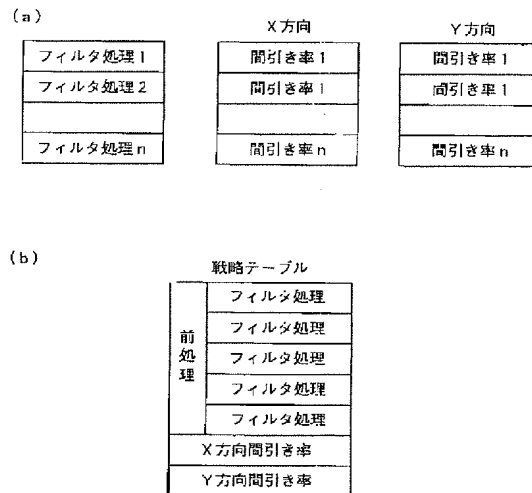 (a)
X方向
Y方向
フィルタ処理1
間引き率1
間引き率1
フィルタ処理2
間引き率1
間引き率1
フィルタ処理n
間引き率n
間引き率n
(b)
戦略テーブル
前処理
フィルタ処理
フィルタ処理
フィルタ処理
フィルタ処理
フィルタ処理
X方向間引き率
Y方向間引き率